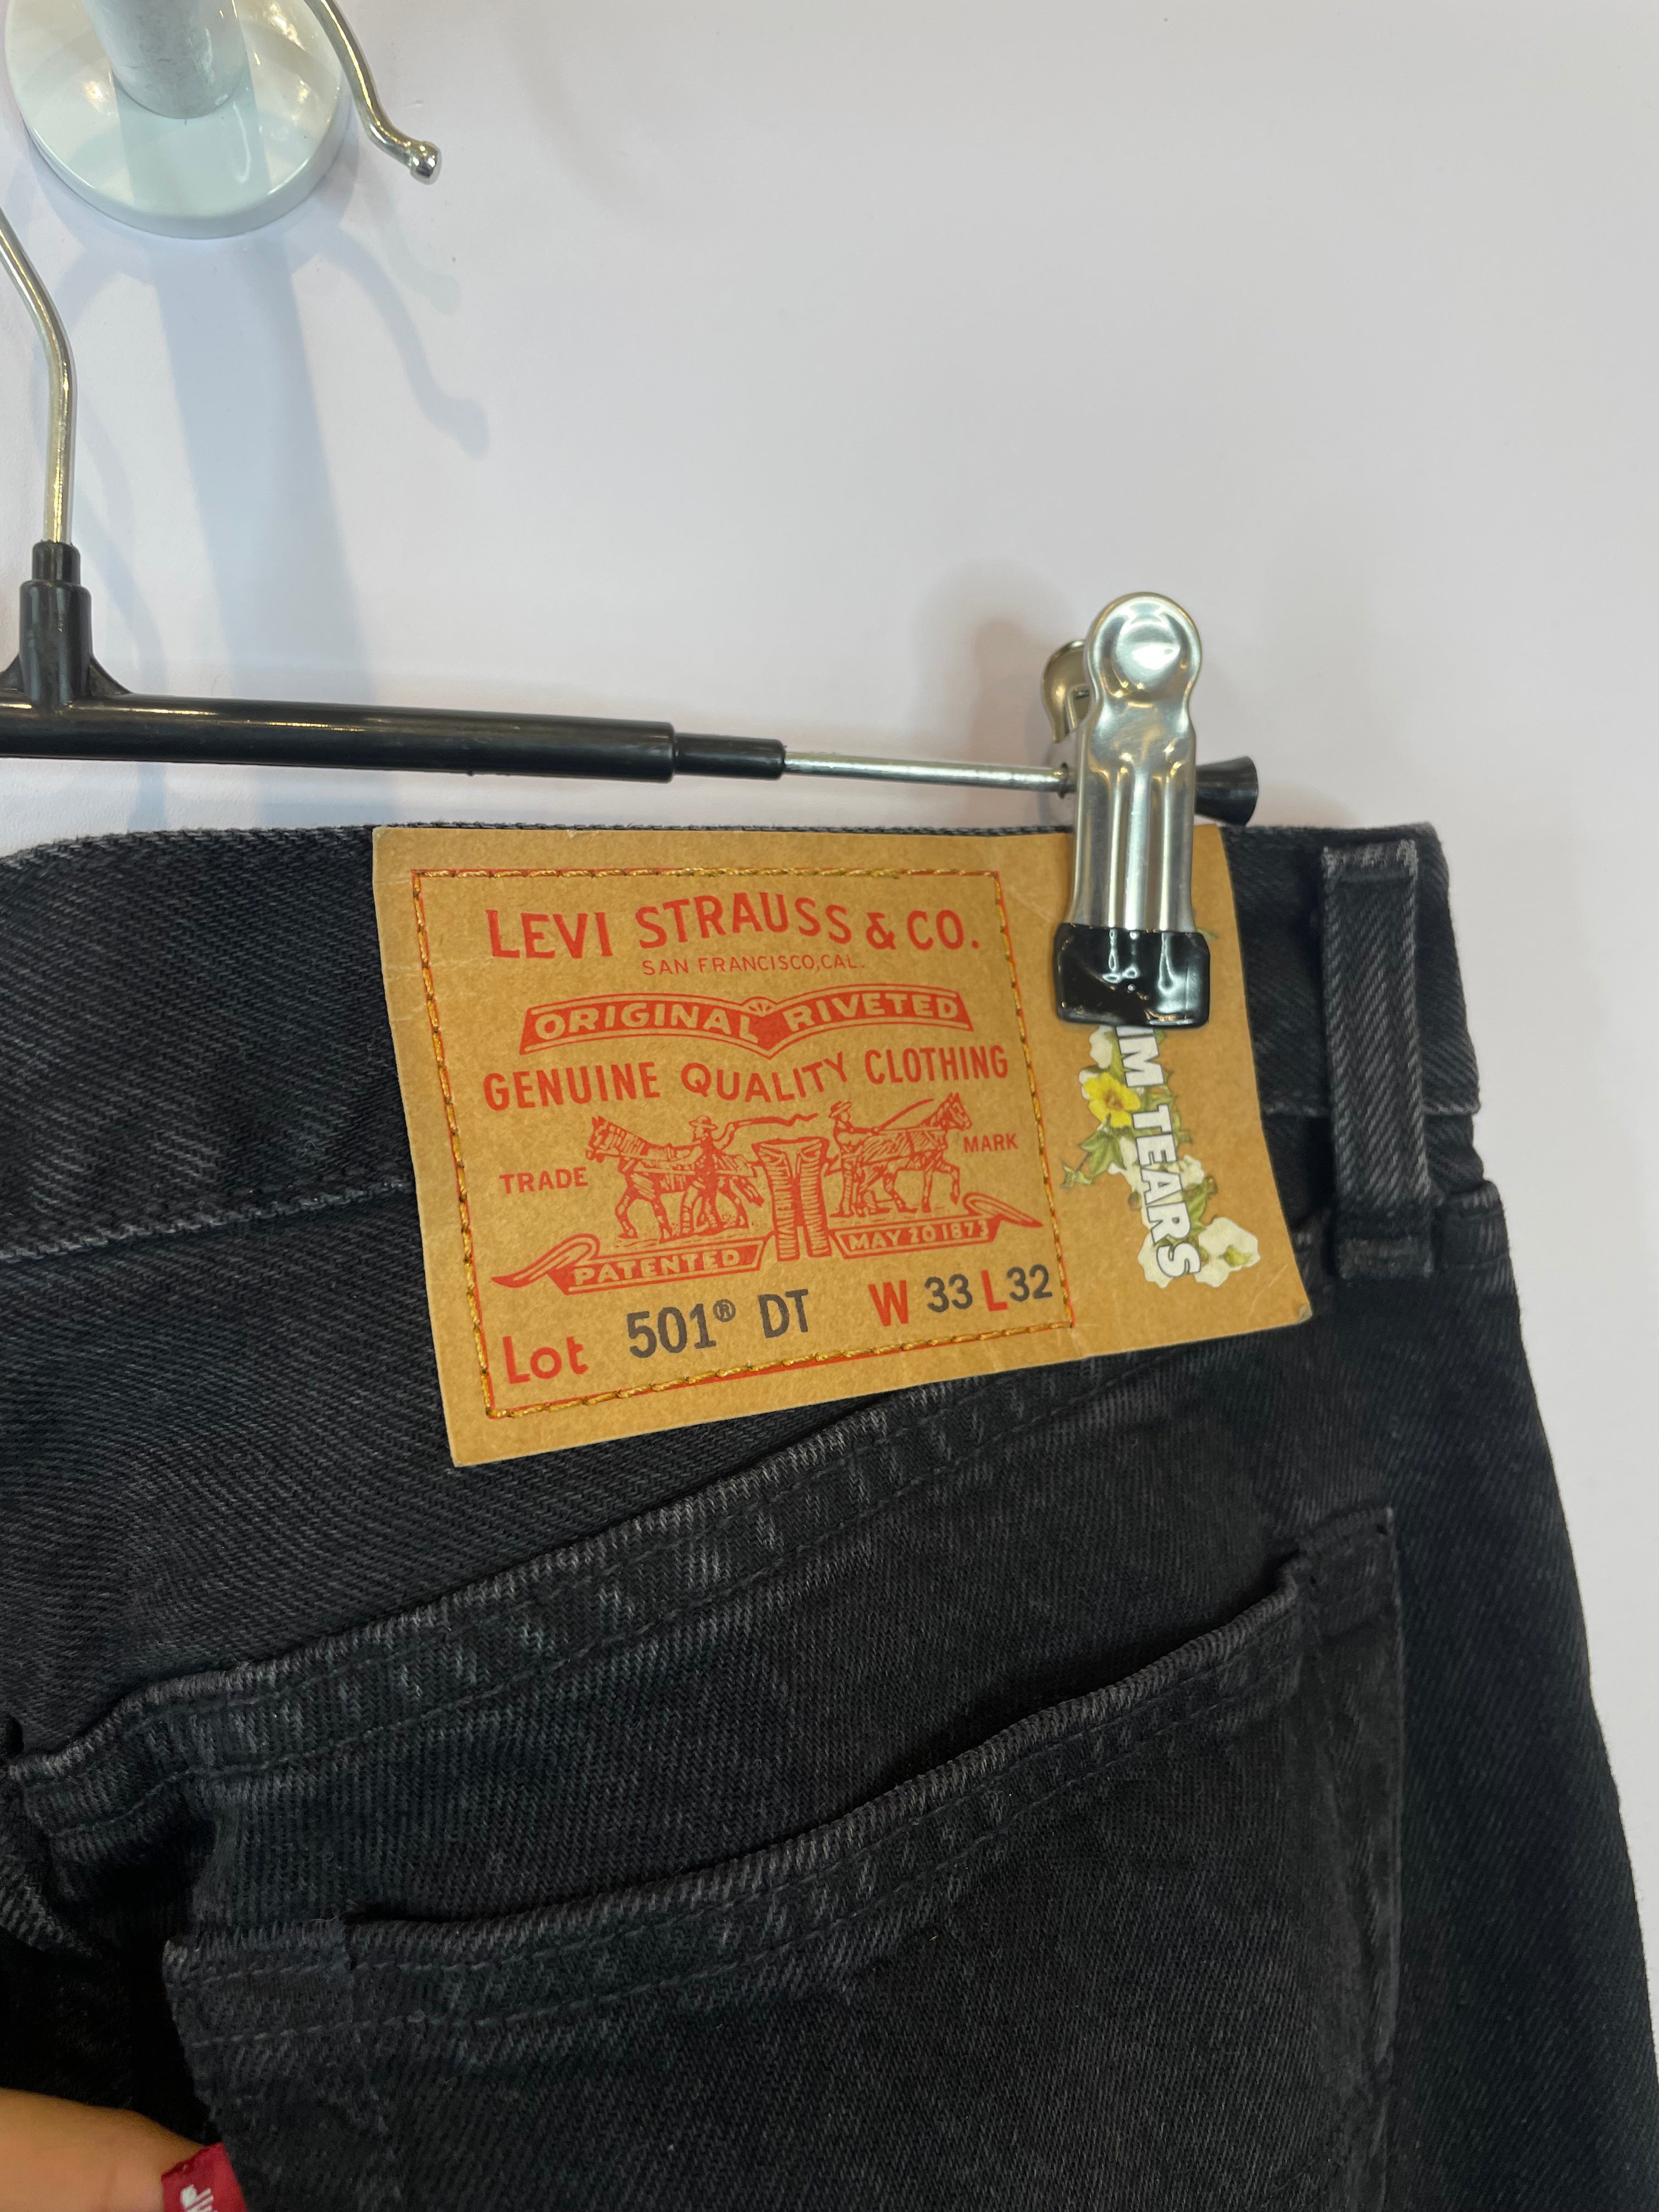 LEVI STRAUSS & CO.
SAN FRANCISCO, CAL.
ORIGINAL RIVETED
GENUINE QUALITY CLOTHING
TRADE MARK
PATENTED MAY 20 1873
Lot 501® DT W 33 L 32
TEARS